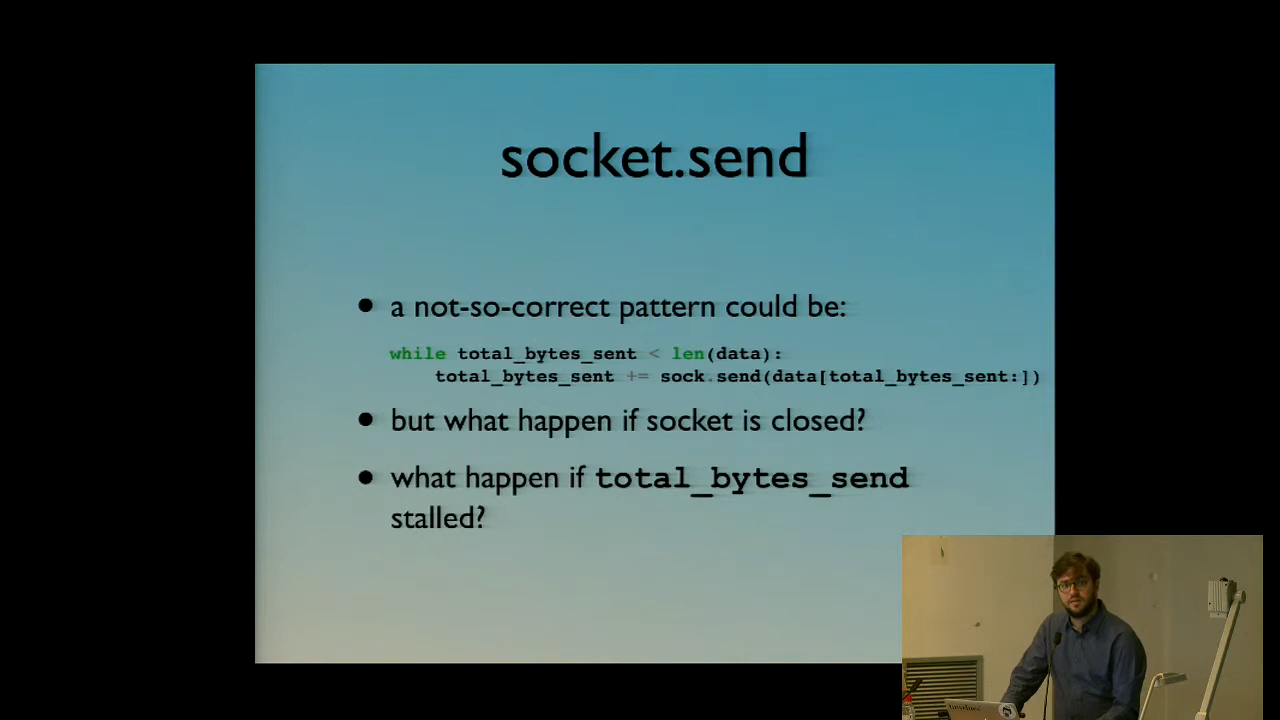 socket.send
• a not-so-correct pattern could be:
while total_bytes_sent < len(data):
    total_bytes_sent += sock.send(data[total_bytes_sent:])
• but what happen if socket is closed?
• what happen if total_bytes_send
stalled?